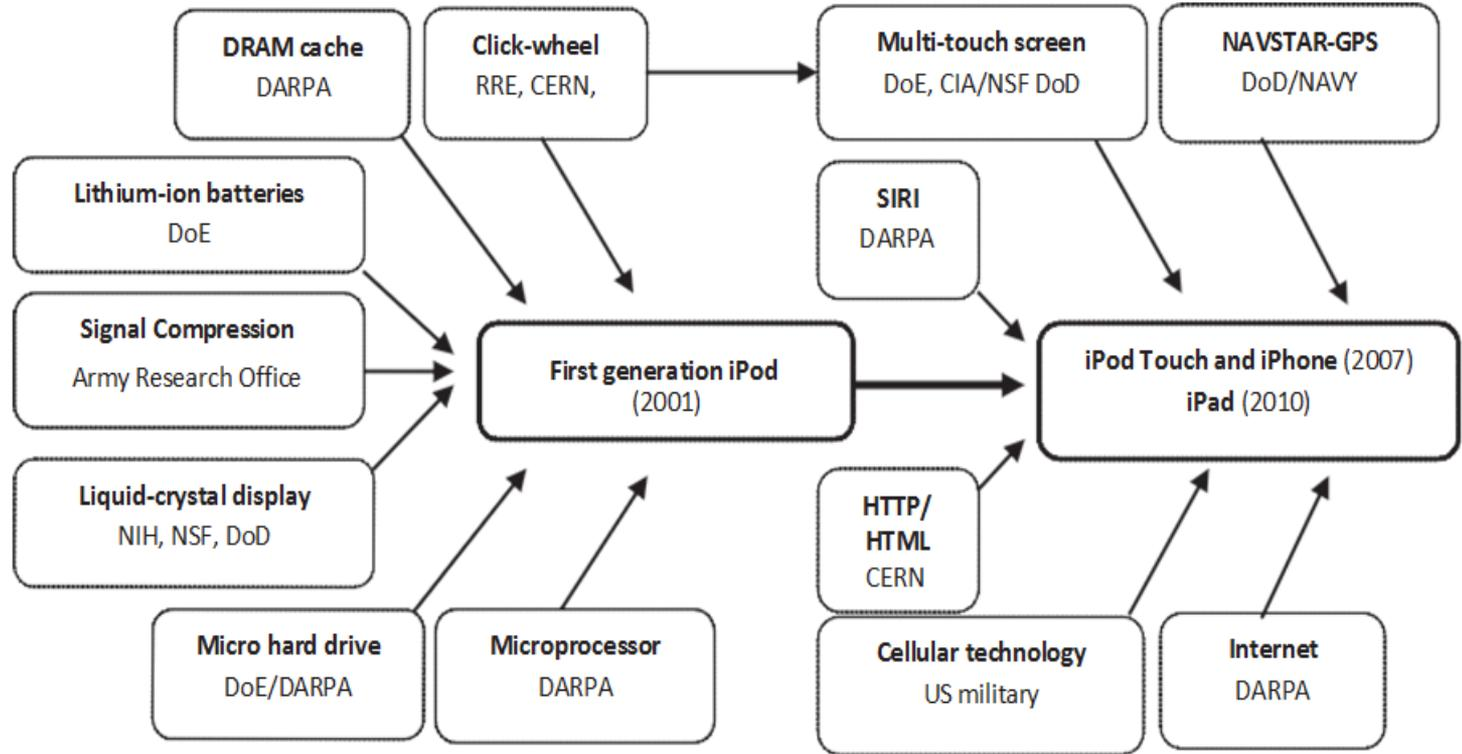 DRAM cache
DARPA
Click-wheel
RRE, CERN,
Multi-touch screen
DoE, CIA/NSF DoD
NAVSTAR-GPS
DoD/NAVY
Lithium-ion batteries
DoE
SIRI
DARPA
Signal Compression
Army Research Office
First generation iPod
(2001)
iPod Touch and iPhone (2007)
iPad (2010)
Liquid-crystal display
NIH, NSF, DoD
HTTP/
HTML
CERN
Micro hard drive
DoE/DARPA
Microprocessor
DARPA
Cellular technology
US military
Internet
DARPA